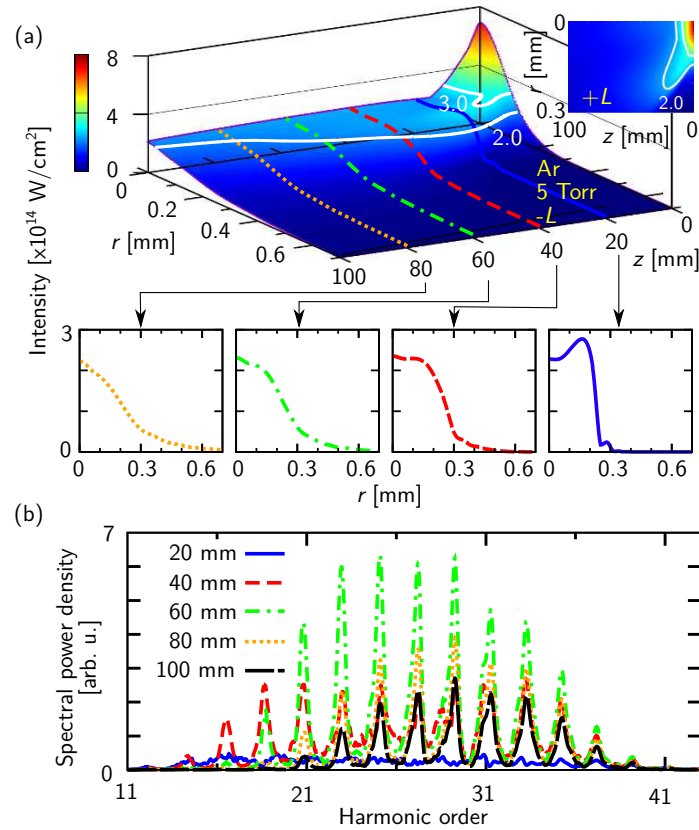 (a)
8
4
0
Intensity [x10¹⁴ W/cm²]
0
0.2
0.4
0.6
r [mm]
100
80
60
40
20
0
z [mm]
3.0
2.0
Ar
5 Torr
-L
0
r [mm]
0.3
+L
2.0
100
z [mm]
0
3
0
0 0.3 0.6
0 0.3 0.6
0 0.3 0.6
0 0.3 0.6
r [mm]
(b)
7
0
Spectral power density
[arb. u.]
20 mm
40 mm
60 mm
80 mm
100 mm
11 21 31 41
Harmonic order